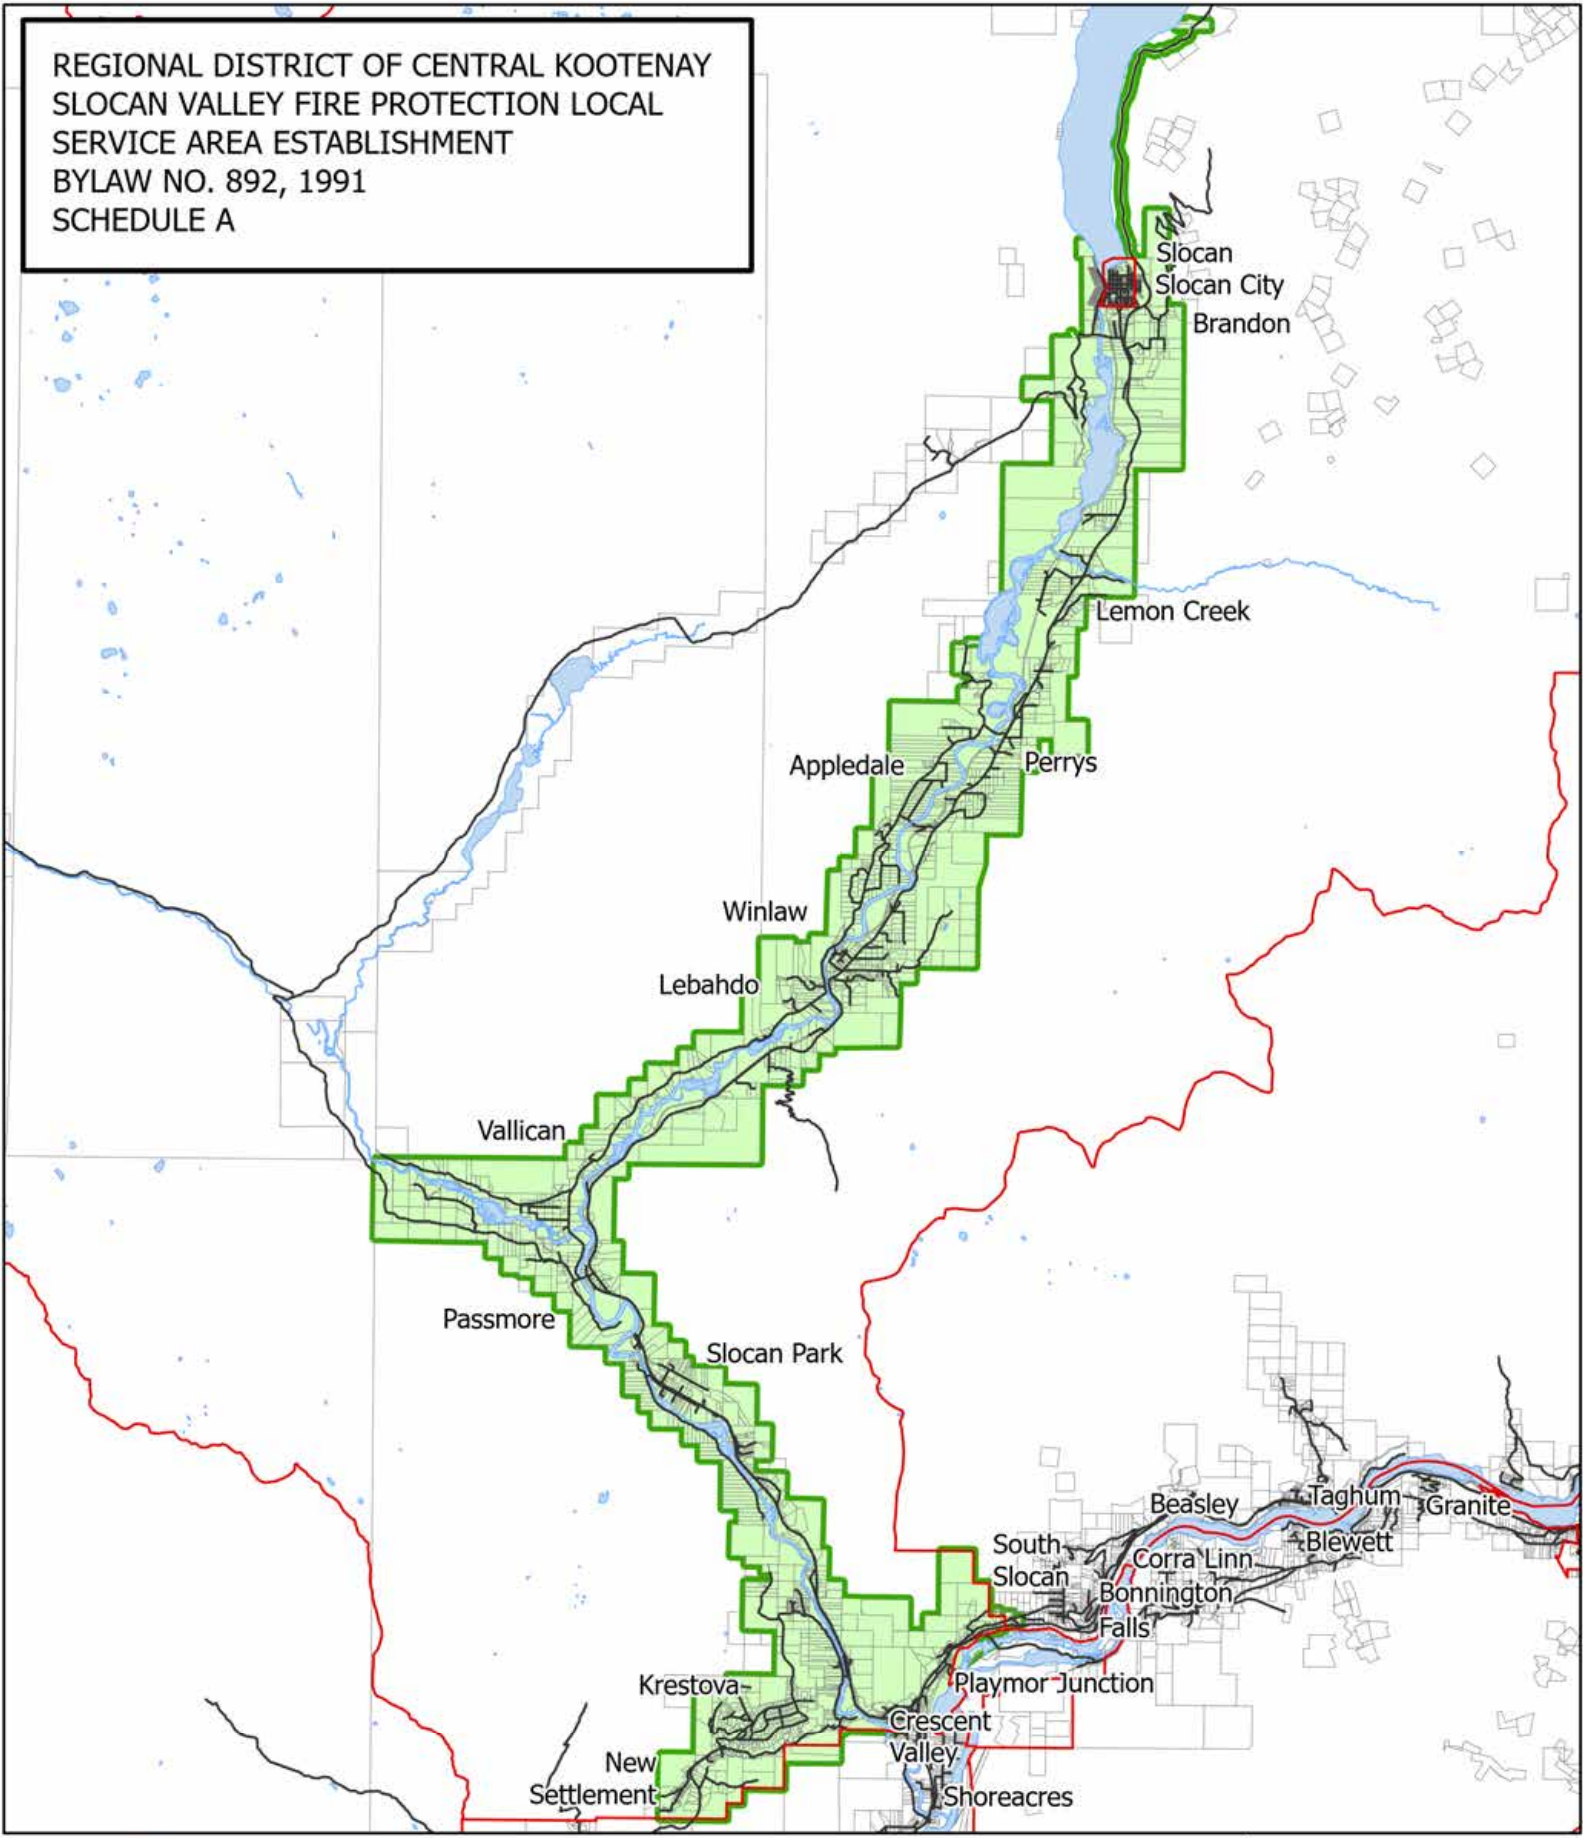 REGIONAL DISTRICT OF CENTRAL KOOTENAY
SLOCAN VALLEY FIRE PROTECTION LOCAL
SERVICE AREA ESTABLISHMENT
BYLAW NO. 892, 1991
SCHEDULE A
Slocan
Slocan City
Brandon
Lemon Creek
Appledale
Perrys
Winlaw
Lebahdo
Vallican
Passmore
Slocan Park
Beasley
Taghum
Granite
South
Slocan
Corra Linn
Blewett
Bonnington
Falls
Krestova
Playmor Junction
Crescent
Valley
New
Settlement
Shoreacres